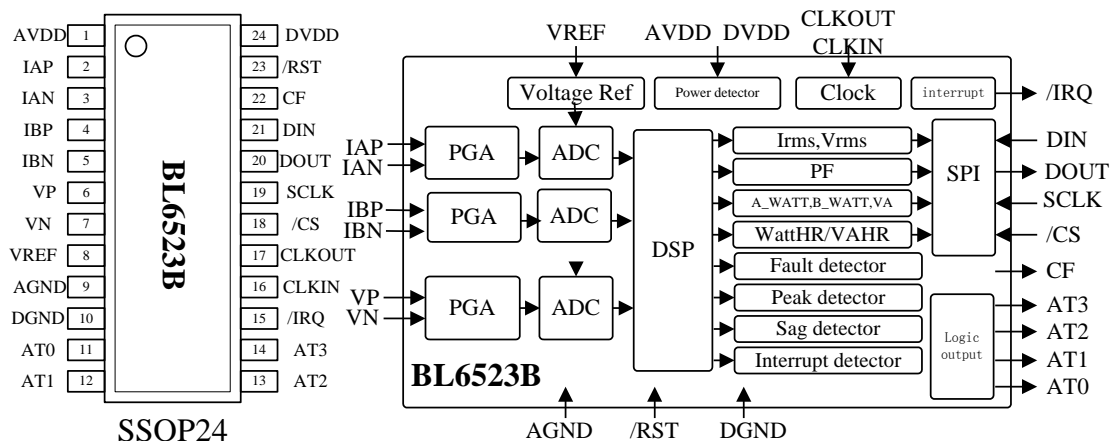 AVDD 1 24 DVDD
IAP 2 23 /RST
IAN 3 22 CF
IBP 4 21 DIN
IBN 5 20 DOUT
VP 6 19 SCLK
VN 7 18 /CS
VREF 8 17 CLKOUT
AGND 9 16 CLKIN
DGND 10 15 /IRQ
AT0 11 14 AT3
AT1 12 13 AT2
BL6523B
SSOP24
VREF AVDD DVDD CLKOUT
CLKIN
Voltage Ref Power detector Clock interrupt /IRQ
IAP
IAN
PGA ADC
IBP
IBN
PGA ADC
VP
VN
PGA ADC
DSP
Irms,Vrms
PF
A_WATT,B_WATT,VA
WattHR/VAHR
Fault detector
Peak detector
Sag detector
Interrupt detector
SPI
DIN
DOUT
SCLK
/CS
CF
Logic
output
AT3
AT2
AT1
AT0
BL6523B
AGND /RST DGND